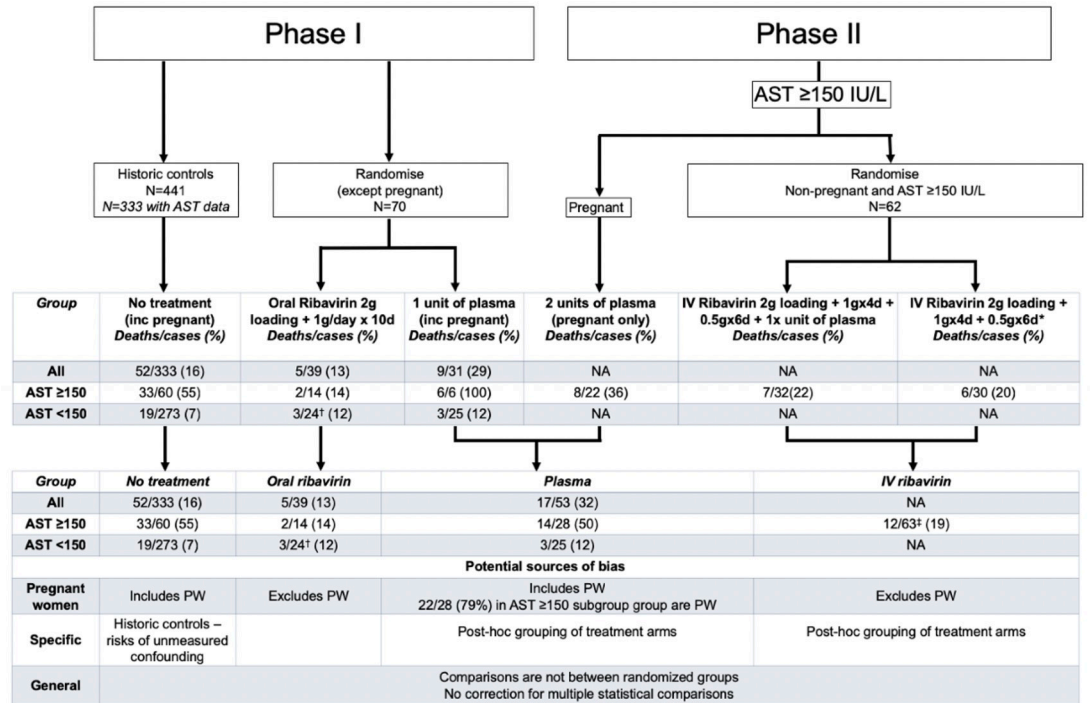 Phase I
Phase II
AST ≥150 IU/L
Historic controls
N=441
N=333 with AST data
Randomise
(except pregnant)
N=70
Pregnant
Randomise
Non-pregnant and AST ≥150 IU/L
N=62
Group
No treatment
(inc pregnant)
Deaths/cases (%)
Oral Ribavirin 2g
loading + 1g/day x 10d
Deaths/cases (%)
1 unit of plasma
(inc pregnant)
Deaths/cases (%)
2 units of plasma
(pregnant only)
Deaths/cases (%)
IV Ribavirin 2g loading + 1gx4d +
0.5gx6d + 1x unit of plasma
Deaths/cases (%)
IV Ribavirin 2g loading +
1gx4d + 0.5gx6d*
Deaths/cases (%)
All 52/333 (16) 5/39 (13) 9/31 (29) NA NA NA
AST ≥150 33/60 (55) 2/14 (14) 6/6 (100) 8/22 (36) 7/32(22) 6/30 (20)
AST <150 19/273 (7) 3/24† (12) 3/25 (12) NA NA NA
Group No treatment Oral ribavirin Plasma IV ribavirin
All 52/333 (16) 5/39 (13) 17/53 (32) NA
AST ≥150 33/60 (55) 2/14 (14) 14/28 (50) 12/63‡ (19)
AST <150 19/273 (7) 3/24† (12) 3/25 (12) NA
Potential sources of bias
Pregnant
women
Includes PW
Excludes PW
Includes PW
22/28 (79%) in AST ≥150 subgroup group are PW
Excludes PW
Specific
Historic controls –
risks of unmeasured
confounding
Post-hoc grouping of treatment arms
Post-hoc grouping of treatment arms
General
Comparisons are not between randomized groups
No correction for multiple statistical comparisons